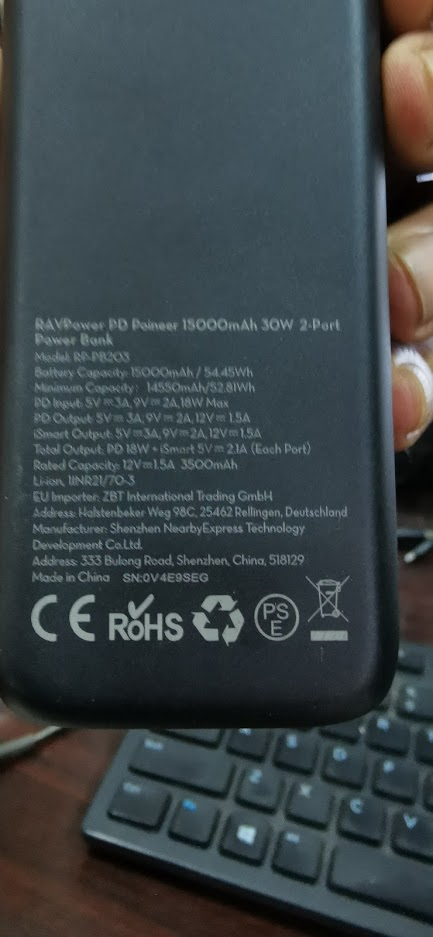 RAVPower PD Poineer 15000mAh 30W 2-Port
Power Bank
Model: RP-PB203
Battery Capacity: 15000mAh / 54.45Wh
Minimum Capacity: 14550mAh/52.81Wh
PD Input: 5V⎓3A, 9V⎓2A,18W Max
PD Output: 5V⎓3A, 9V⎓2A,12V⎓1.5A
iSmart Output: 5V⎓3A, 9V⎓2A,12V⎓1.5A
Total Output: PD 18W + iSmart 5V⎓2.1A (Each Port)
Rated Capacity: 12V⎓1.5A 3500mAh
Li-ion, 1INR21/70-3
EU Importer: ZBT International Trading GmbH
Address: Halstenbeker Weg 98C, 25462 Rellingen, Deutschland
Manufacturer: Shenzhen NearbyExpress Technology
Development Co.Ltd.
Address: 333 Bulong Road, Shenzhen, China, 518129
Made in China SN:0V4E9SEG
CE RoHS PS
E
Z
X
C
V